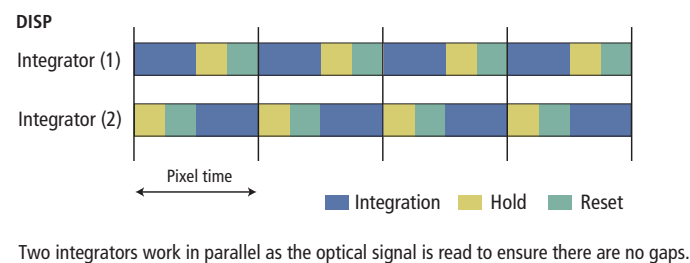 DISP
Integrator (1)
Integrator (2)
Pixel time
Integration Hold Reset
Two integrators work in parallel as the optical signal is read to ensure there are no gaps.